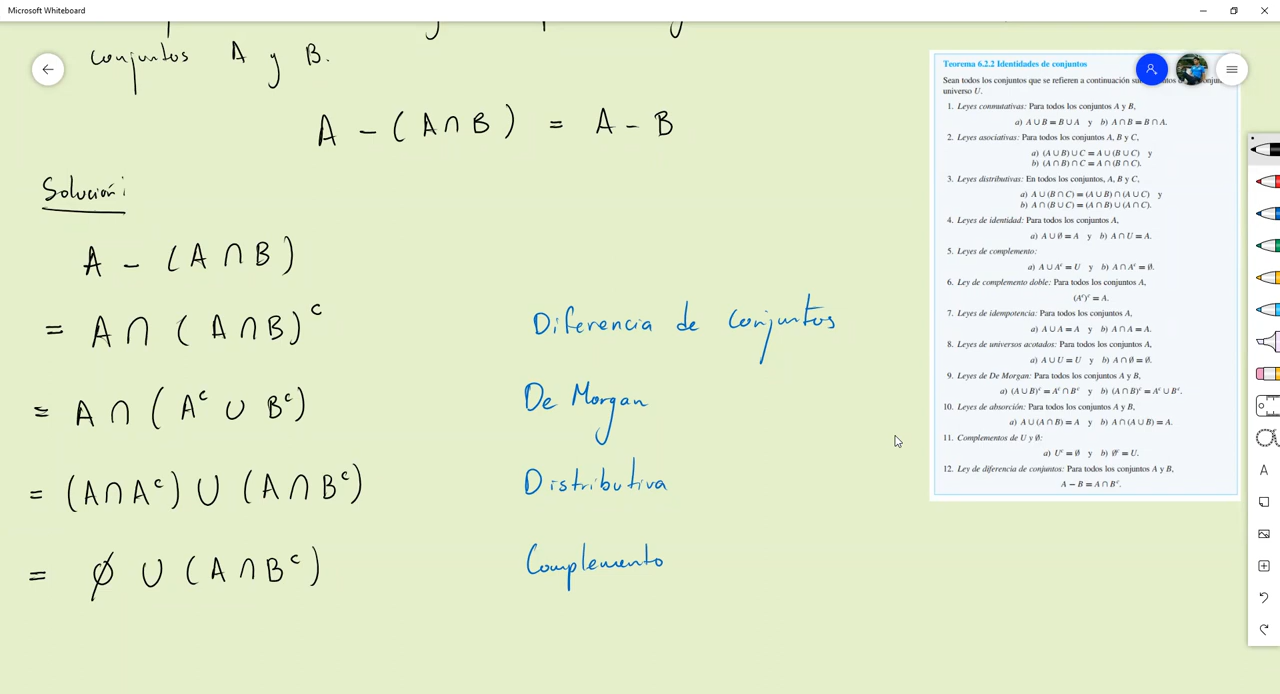 Microsoft Whiteboard
conjuntos A y B.
A - (A ∩ B) = A - B
Solución:
A - (A ∩ B)
= A ∩ (A ∩ B)ᶜ Diferencia de conjuntos
= A ∩ (Aᶜ ∪ Bᶜ) De Morgan
= (A ∩ Aᶜ) ∪ (A ∩ Bᶜ) Distributiva
= ∅ ∪ (A ∩ Bᶜ) Complemento
Teorema 6.2.2 Identidades de conjuntos
Sean todos los conjuntos que se refieren a continuación
universo U.
1. Leyes conmutativas: Para todos los conjuntos A y B,
a) A ∪ B = B ∪ A y b) A ∩ B = B ∩ A.
2. Leyes asociativas: Para todos los conjuntos A, B y C,
a) (A ∪ B) ∪ C = A ∪ (B ∪ C) y
b) (A ∩ B) ∩ C = A ∩ (B ∩ C).
3. Leyes distributivas: En todos los conjuntos, A, B y C,
a) A ∪ (B ∩ C) = (A ∪ B) ∩ (A ∪ C) y
b) A ∩ (B ∪ C) = (A ∩ B) ∪ (A ∩ C).
4. Leyes de identidad: Para todos los conjuntos A,
a) A ∪ ∅ = A y b) A ∩ U = A.
5. Leyes de complemento:
a) A ∪ Aᶜ = U y b) A ∩ Aᶜ = ∅.
6. Ley de complemento doble: Para todos los conjuntos A,
(Aᶜ)ᶜ = A.
7. Leyes de idempotencia: Para todos los conjuntos A,
a) A ∪ A = A y b) A ∩ A = A.
8. Leyes de universos acotados: Para todos los conjuntos A,
a) A ∪ U = U y b) A ∩ ∅ = ∅.
9. Leyes de De Morgan: Para todos los conjuntos A y B,
a) (A ∪ B)ᶜ = Aᶜ ∩ Bᶜ y b) (A ∩ B)ᶜ = Aᶜ ∪ Bᶜ.
10. Leyes de absorción: Para todos los conjuntos A y B,
a) A ∪ (A ∩ B) = A y b) A ∩ (A ∪ B) = A.
11. Complementos de U y ∅:
a) Uᶜ = ∅ y b) ∅ᶜ = U.
12. Ley de diferencia de conjuntos: Para todos los conjuntos A y B,
A − B = A ∩ Bᶜ.
A